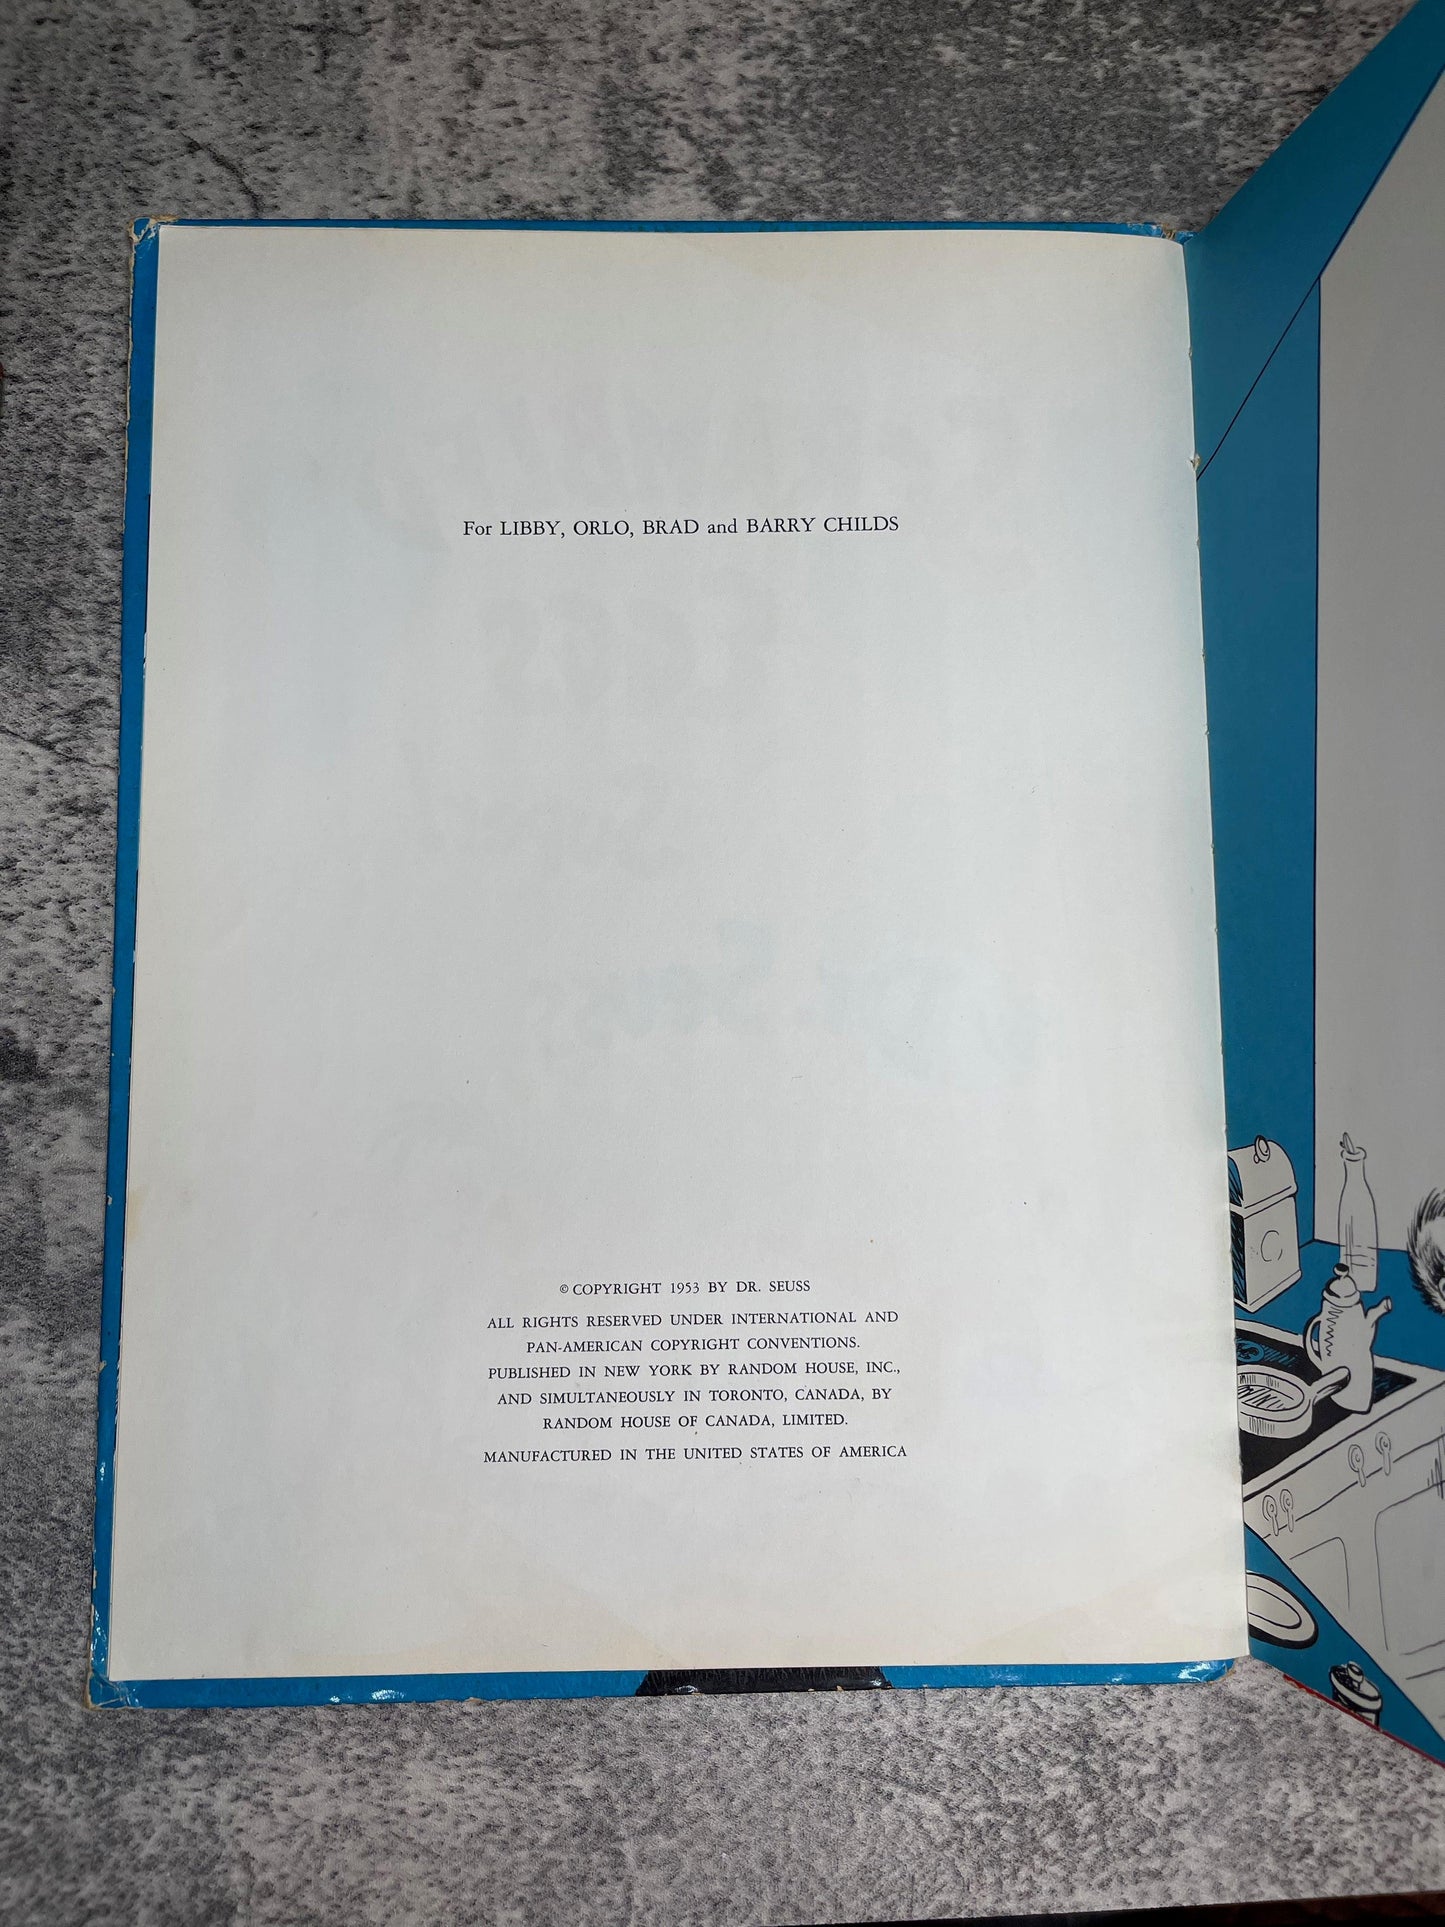 For LIBBY, ORLO, BRAD and BARRY CHILDS
© COPYRIGHT 1953 BY DR. SEUSS
ALL RIGHTS RESERVED UNDER INTERNATIONAL AND
PAN-AMERICAN COPYRIGHT CONVENTIONS.
PUBLISHED IN NEW YORK BY RANDOM HOUSE, INC.,
AND SIMULTANEOUSLY IN TORONTO, CANADA, BY
RANDOM HOUSE OF CANADA, LIMITED.
MANUFACTURED IN THE UNITED STATES OF AMERICA